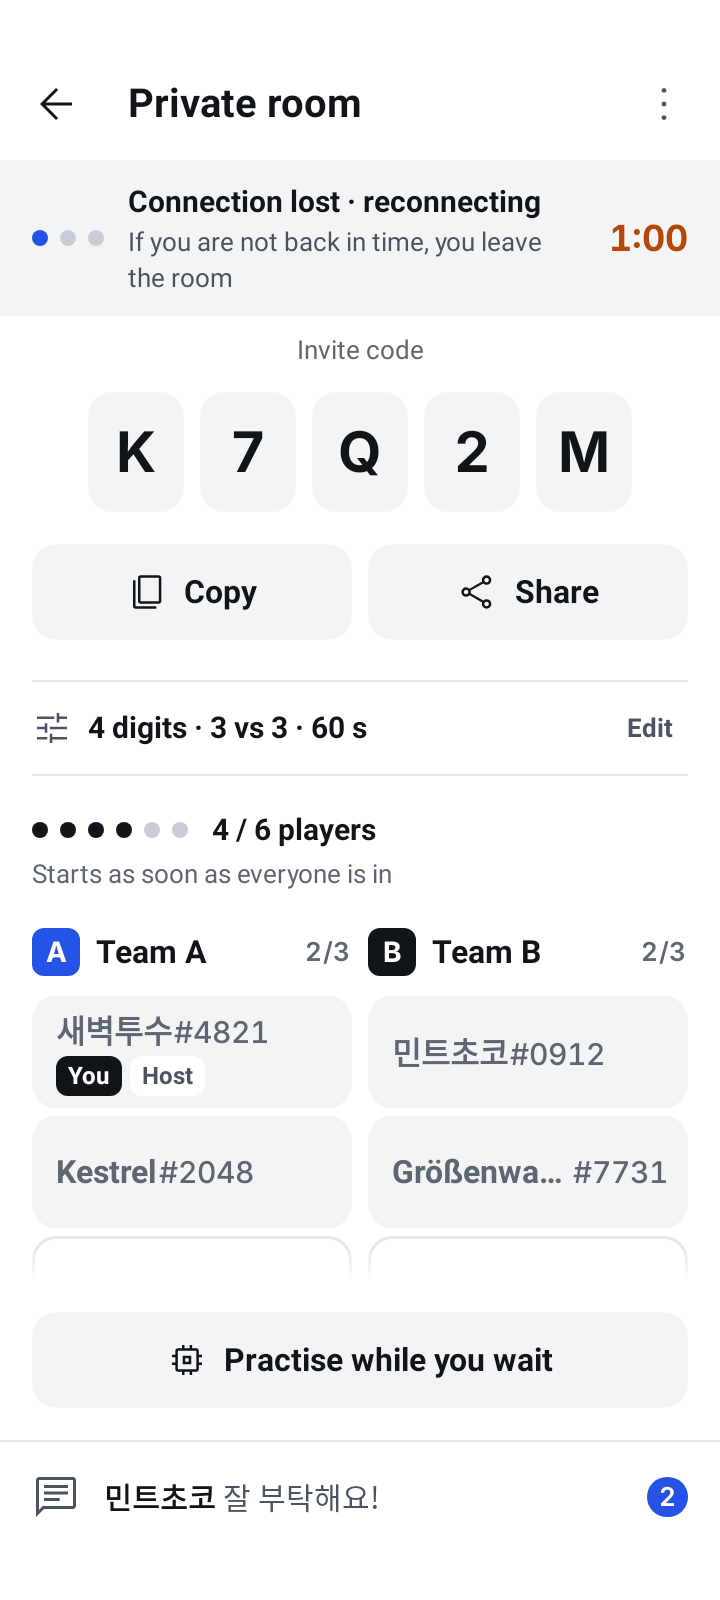 Private room
Connection lost · reconnecting
If you are not back in time, you leave
the room
1:00
Invite code
K 7 Q 2 M
Copy
Share
4 digits · 3 vs 3 · 60 s
Edit
4 / 6 players
Starts as soon as everyone is in
A Team A 2/3
새벽투수#4821
You Host
Kestrel#2048
B Team B 2/3
민트초코#0912
Größenwa… #7731
Practise while you wait
민트초코 잘 부탁해요!
2